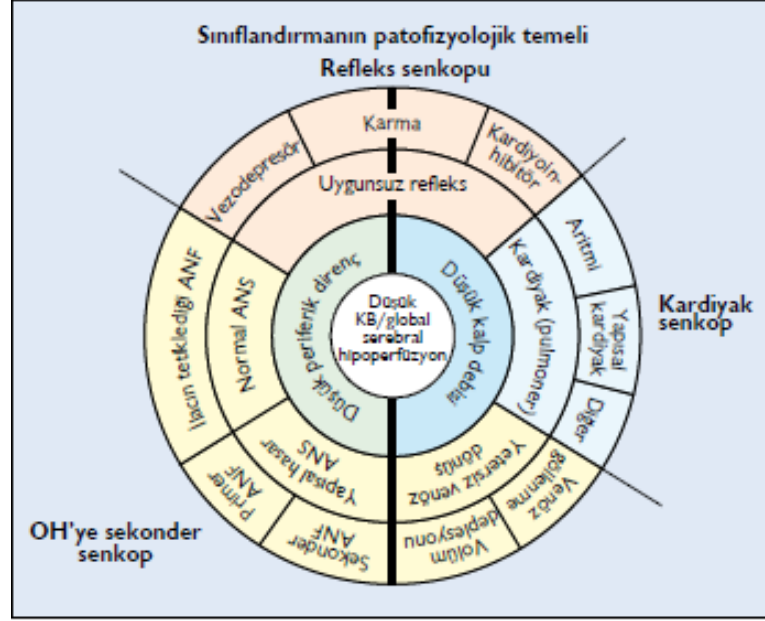 Sınıflandırmanın patofizyolojik temeli
Refleks senkopu
Karma
Vezodepresör
Kardiyoin-
hibitör
Uygunsuz refleks
Aritmi
Yapısal
kardiyak
Diğer
Kardiyak
senkop
Kardiyak (pulmoner)
İlacın tetiklediği ANF
Normal ANS
Düşük periferik direnç
Düşük kalp debisi
Düşük
KB/global
serebral
hipoperfüzyon
Yapısal hasar
ANS
Yetersiz venöz
dönüş
Venöz
göllenme
Primer
ANF
Sekonder
ANF
Volüm
deplesyonu
OH'ye sekonder
senkop